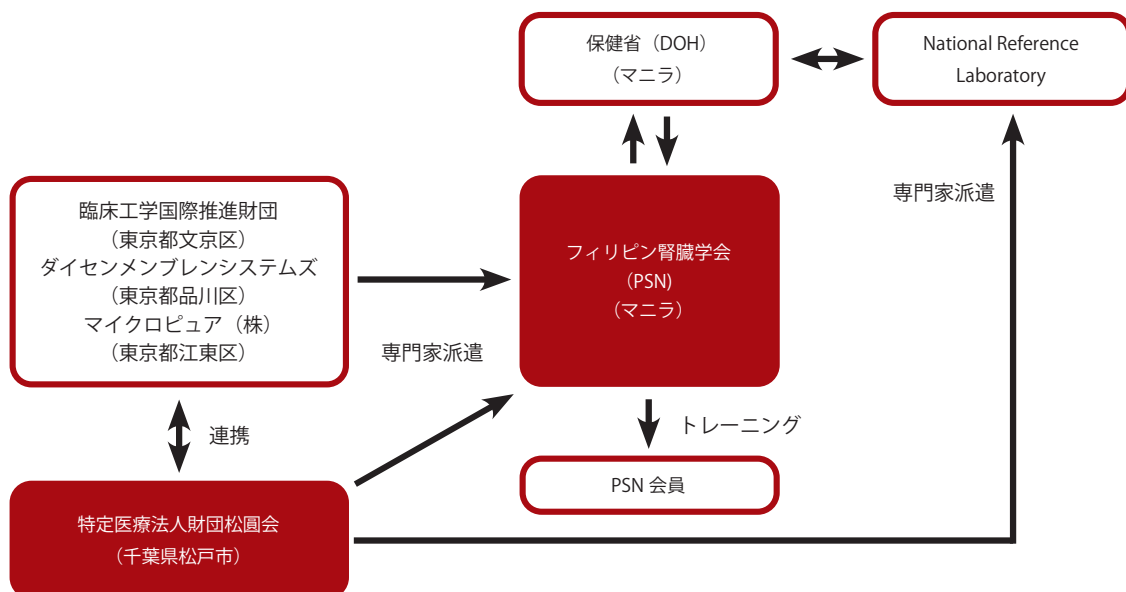 保健省（DOH）
（マニラ）
National Reference
Laboratory
専門家派遣
臨床工学国際推進財団
（東京都文京区）
ダイセンメンブレンシステムズ
（東京都品川区）
マイクロピュア（株）
（東京都江東区）
フィリピン腎臓学会
(PSN)
（マニラ）
専門家派遣
連携
トレーニング
PSN 会員
特定医療法人財団松圓会
（千葉県松戸市）